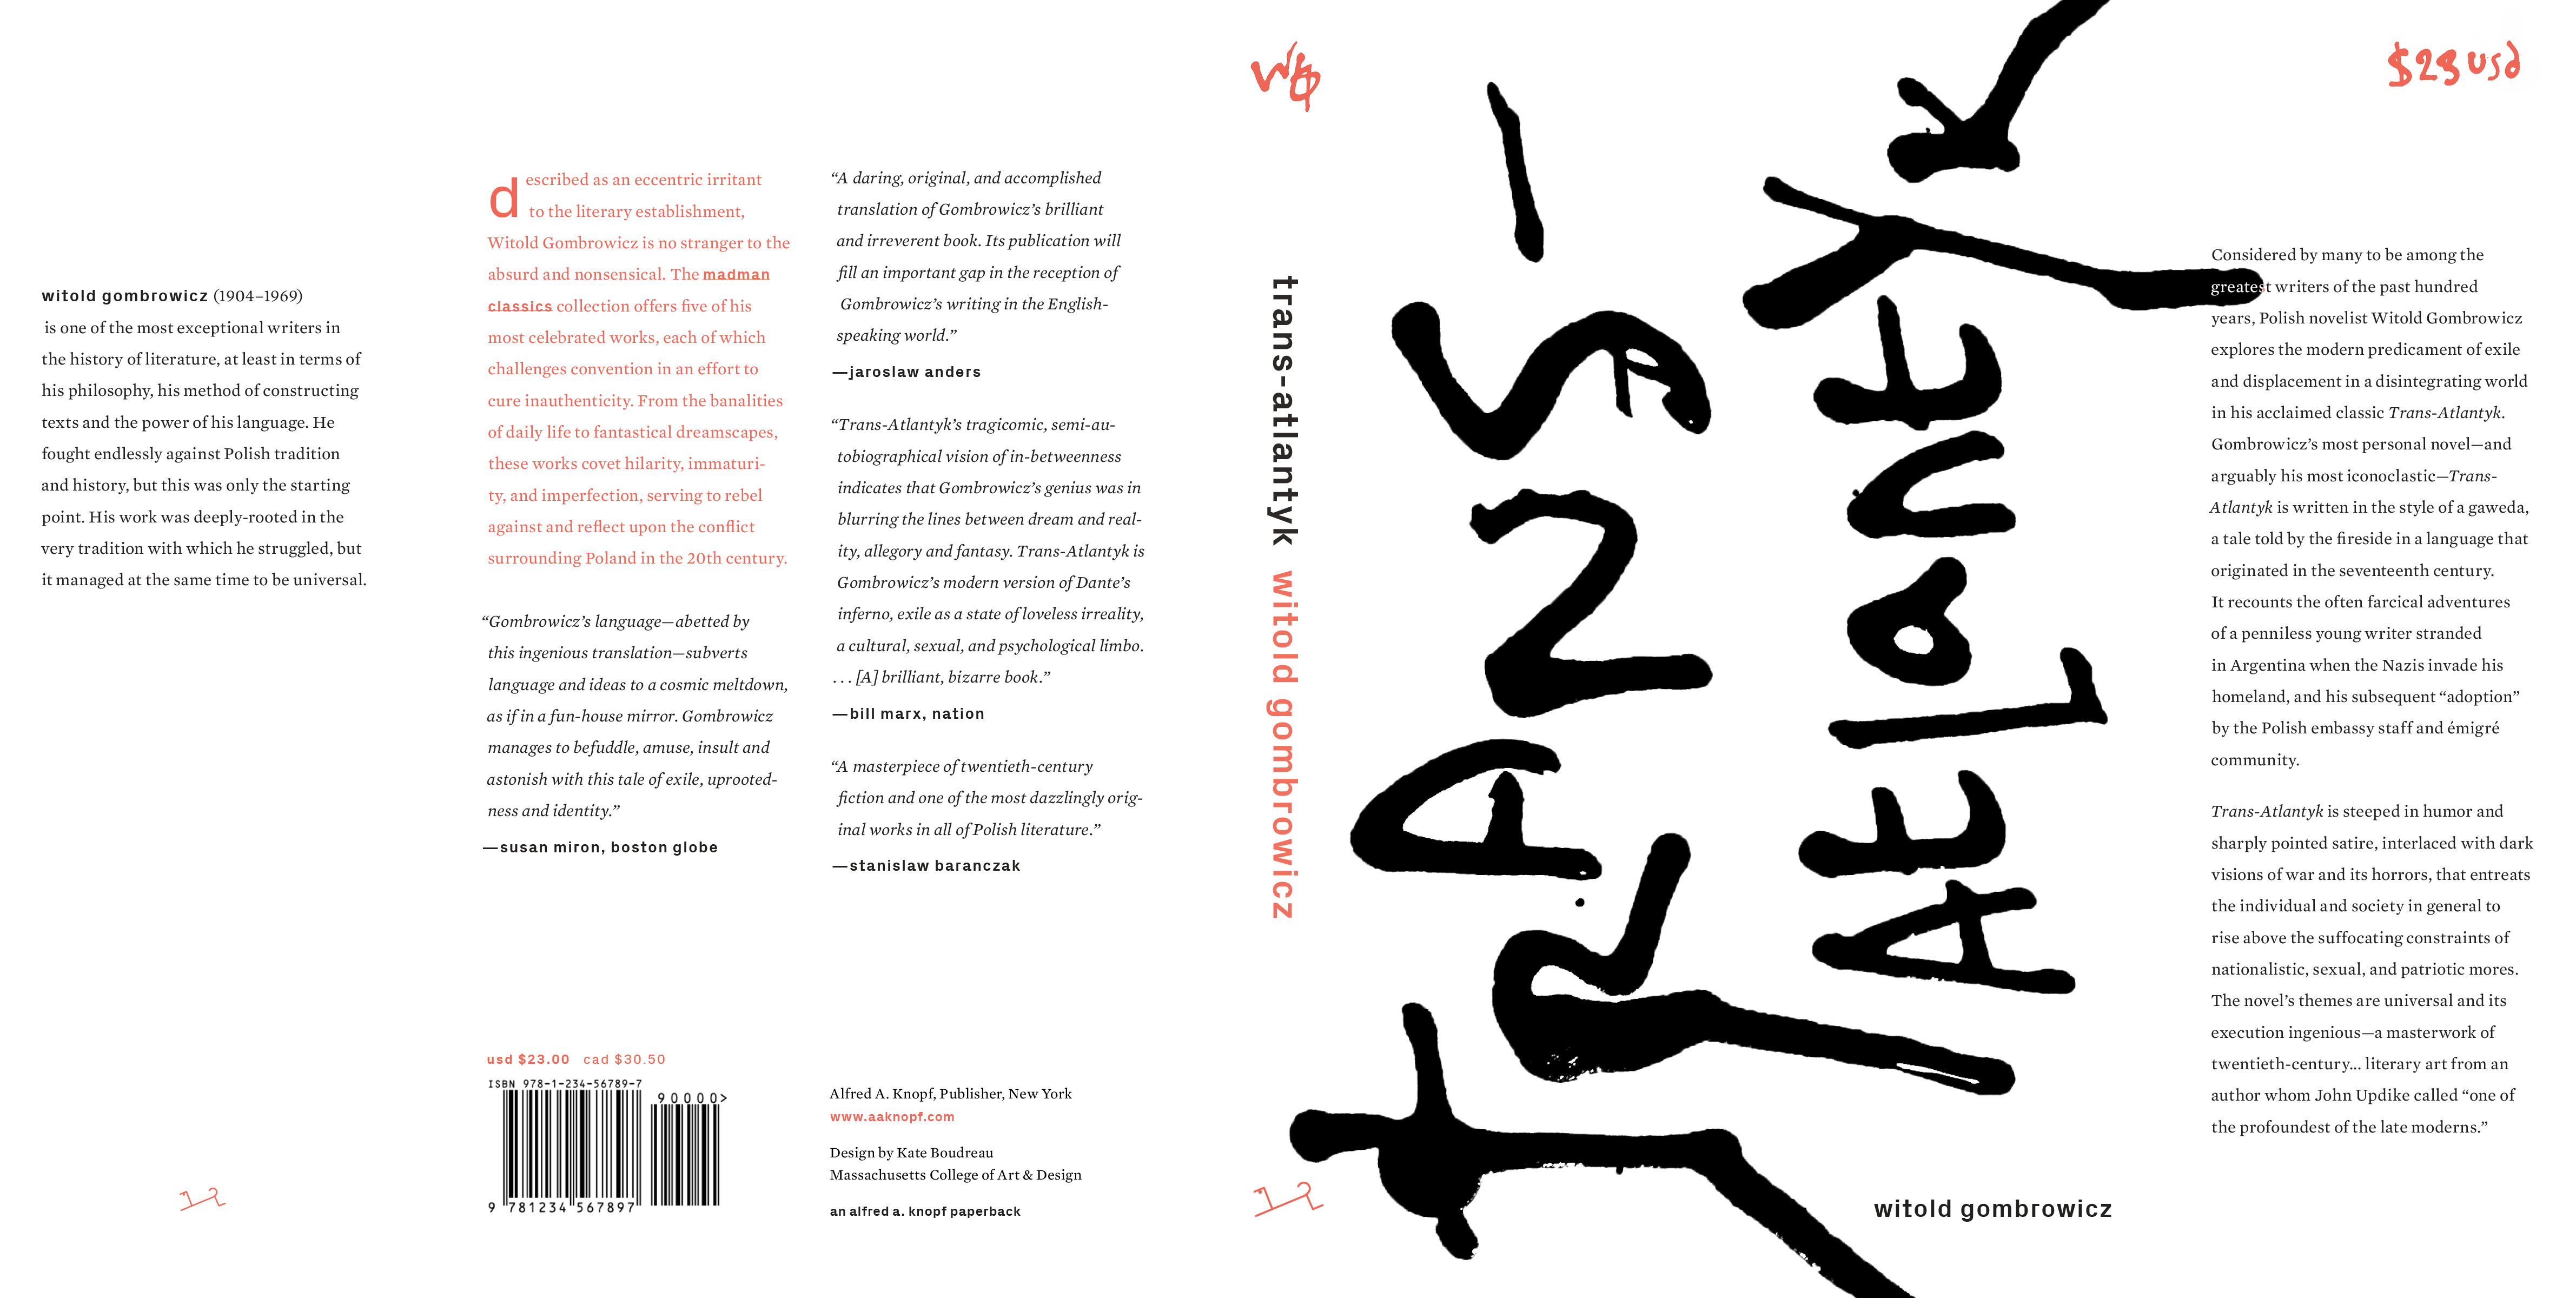 witold gombrowicz (1904–1969)
is one of the most exceptional writers in
the history of literature, at least in terms of
his philosophy, his method of constructing
texts and the power of his language. He
fought endlessly against Polish tradition
and history, but this was only the starting
point. His work was deeply-rooted in the
very tradition with which he struggled, but
it managed at the same time to be universal.
described as an eccentric irritant
to the literary establishment,
Witold Gombrowicz is no stranger to the
absurd and nonsensical. The madman
classics collection offers five of his
most celebrated works, each of which
challenges convention in an effort to
cure inauthenticity. From the banalities
of daily life to fantastical dreamscapes,
these works covet hilarity, immaturi-
ty, and imperfection, serving to rebel
against and reflect upon the conflict
surrounding Poland in the 20th century.
“Gombrowicz’s language—abetted by
this ingenious translation—subverts
language and ideas to a cosmic meltdown,
as if in a fun-house mirror. Gombrowicz
manages to befuddle, amuse, insult and
astonish with this tale of exile, uprooted-
ness and identity.”
—susan miron, boston globe
usd $23.00 cad $30.50
ISBN 978-1-234-56789-7
90000>
9 781234 567897
“A daring, original, and accomplished
translation of Gombrowicz’s brilliant
and irreverent book. Its publication will
fill an important gap in the reception of
Gombrowicz’s writing in the English-
speaking world.”
—jaroslaw anders
“Trans-Atlantyk’s tragicomic, semi-au-
tobiographical vision of in-betweenness
indicates that Gombrowicz’s genius was in
blurring the lines between dream and real-
ity, allegory and fantasy. Trans-Atlantyk is
Gombrowicz’s modern version of Dante’s
inferno, exile as a state of loveless irreality,
a cultural, sexual, and psychological limbo.
. . . [A] brilliant, bizarre book.”
—bill marx, nation
“A masterpiece of twentieth-century
fiction and one of the most dazzlingly orig-
inal works in all of Polish literature.”
—stanislaw baranczak
Alfred A. Knopf, Publisher, New York
www.aaknopf.com
Design by Kate Boudreau
Massachusetts College of Art & Design
an alfred a. knopf paperback
WG
trans-atlantyk witold gombrowicz
tRANS-
AtlantYk
witold gombrowicz
$23 usd
Considered by many to be among the
greatest writers of the past hundred
years, Polish novelist Witold Gombrowicz
explores the modern predicament of exile
and displacement in a disintegrating world
in his acclaimed classic Trans-Atlantyk.
Gombrowicz’s most personal novel—and
arguably his most iconoclastic—Trans-
Atlantyk is written in the style of a gaweda,
a tale told by the fireside in a language that
originated in the seventeenth century.
It recounts the often farcical adventures
of a penniless young writer stranded
in Argentina when the Nazis invade his
homeland, and his subsequent “adoption”
by the Polish embassy staff and émigré
community.
Trans-Atlantyk is steeped in humor and
sharply pointed satire, interlaced with dark
visions of war and its horrors, that entreats
the individual and society in general to
rise above the suffocating constraints of
nationalistic, sexual, and patriotic mores.
The novel’s themes are universal and its
execution ingenious—a masterwork of
twentieth-century... literary art from an
author whom John Updike called “one of
the profoundest of the late moderns.”